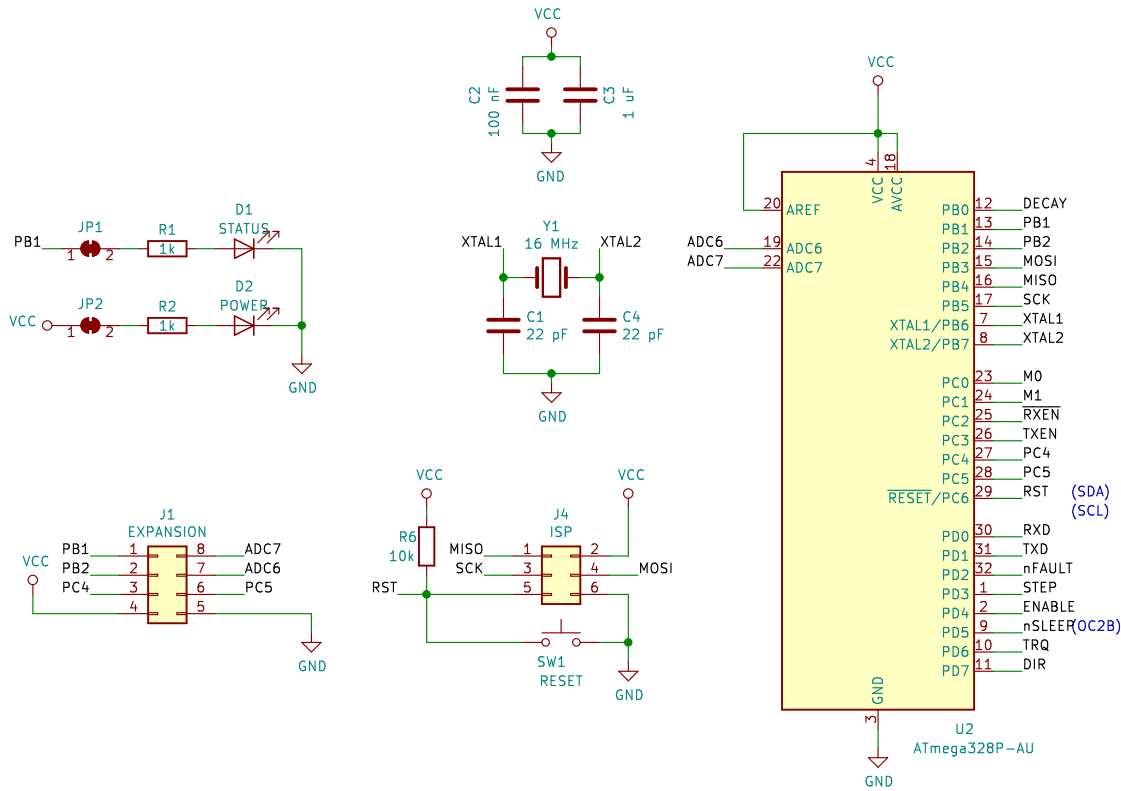 VCC
C2
100 nF
C3
1 uF
GND
VCC
4
VCC
18
AVCC
20 AREF
19 ADC6
22 ADC7
ADC6
ADC7
PB0 12 DECAY
PB1 13 PB1
PB2 14 PB2
PB3 15 MOSI
PB4 16 MISO
PB5 17 SCK
XTAL1/PB6 7 XTAL1
XTAL2/PB7 8 XTAL2
PC0 23 M0
PC1 24 M1
PC2 25 RXEN
PC3 26 TXEN
PC4 27 PC4
PC5 28 PC5
RESET/PC6 29 RST (SDA)
(SCL)
PD0 30 RXD
PD1 31 TXD
PD2 32 nFAULT
PD3 1 STEP
PD4 2 ENABLE
PD5 9 nSLEEP (OC2B)
PD6 10 TRQ
PD7 11 DIR
GND
3
U2
ATmega328P-AU
GND
D1
STATUS
JP1
R1
PB1 1 2 1k
D2
POWER
JP2
R2
VCC 1 2 1k
GND
Y1
XTAL1 16 MHz XTAL2
C1
22 pF
C4
22 pF
GND
J1
EXPANSION
VCC
PB1 1 8 ADC7
PB2 2 7 ADC6
PC4 3 6 PC5
4 5
GND
VCC
VCC
R6
10k
J4
ISP
MISO 1 2
SCK 3 4 MOSI
RST 5 6
SW1
RESET
GND